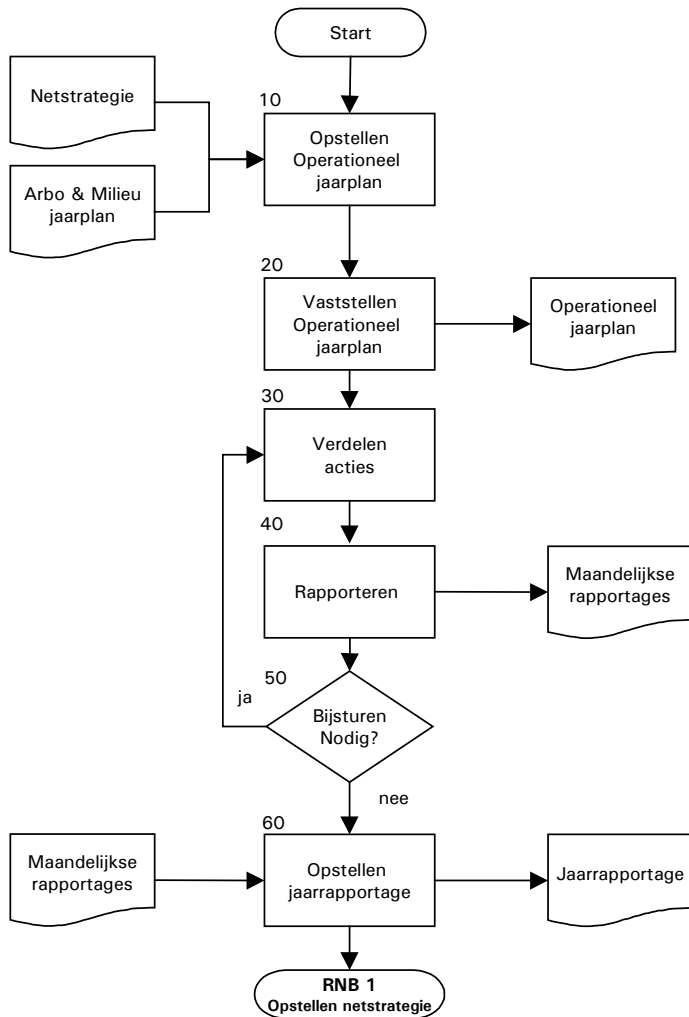 Start
Netstrategie
10
Opstellen
Operationeel
jaarplan
Arbo & Milieu
jaarplan
20
Vaststellen
Operationeel
jaarplan
Operationeel
jaarplan
30
Verdelen
acties
40
Rapporteren
Maandelijkse
rapportages
50
ja
Bijsturen
Nodig?
nee
60
Maandelijkse
rapportages
Opstellen
jaarrapportage
Jaarrapportage
RNB 1
Opstellen netstrategie